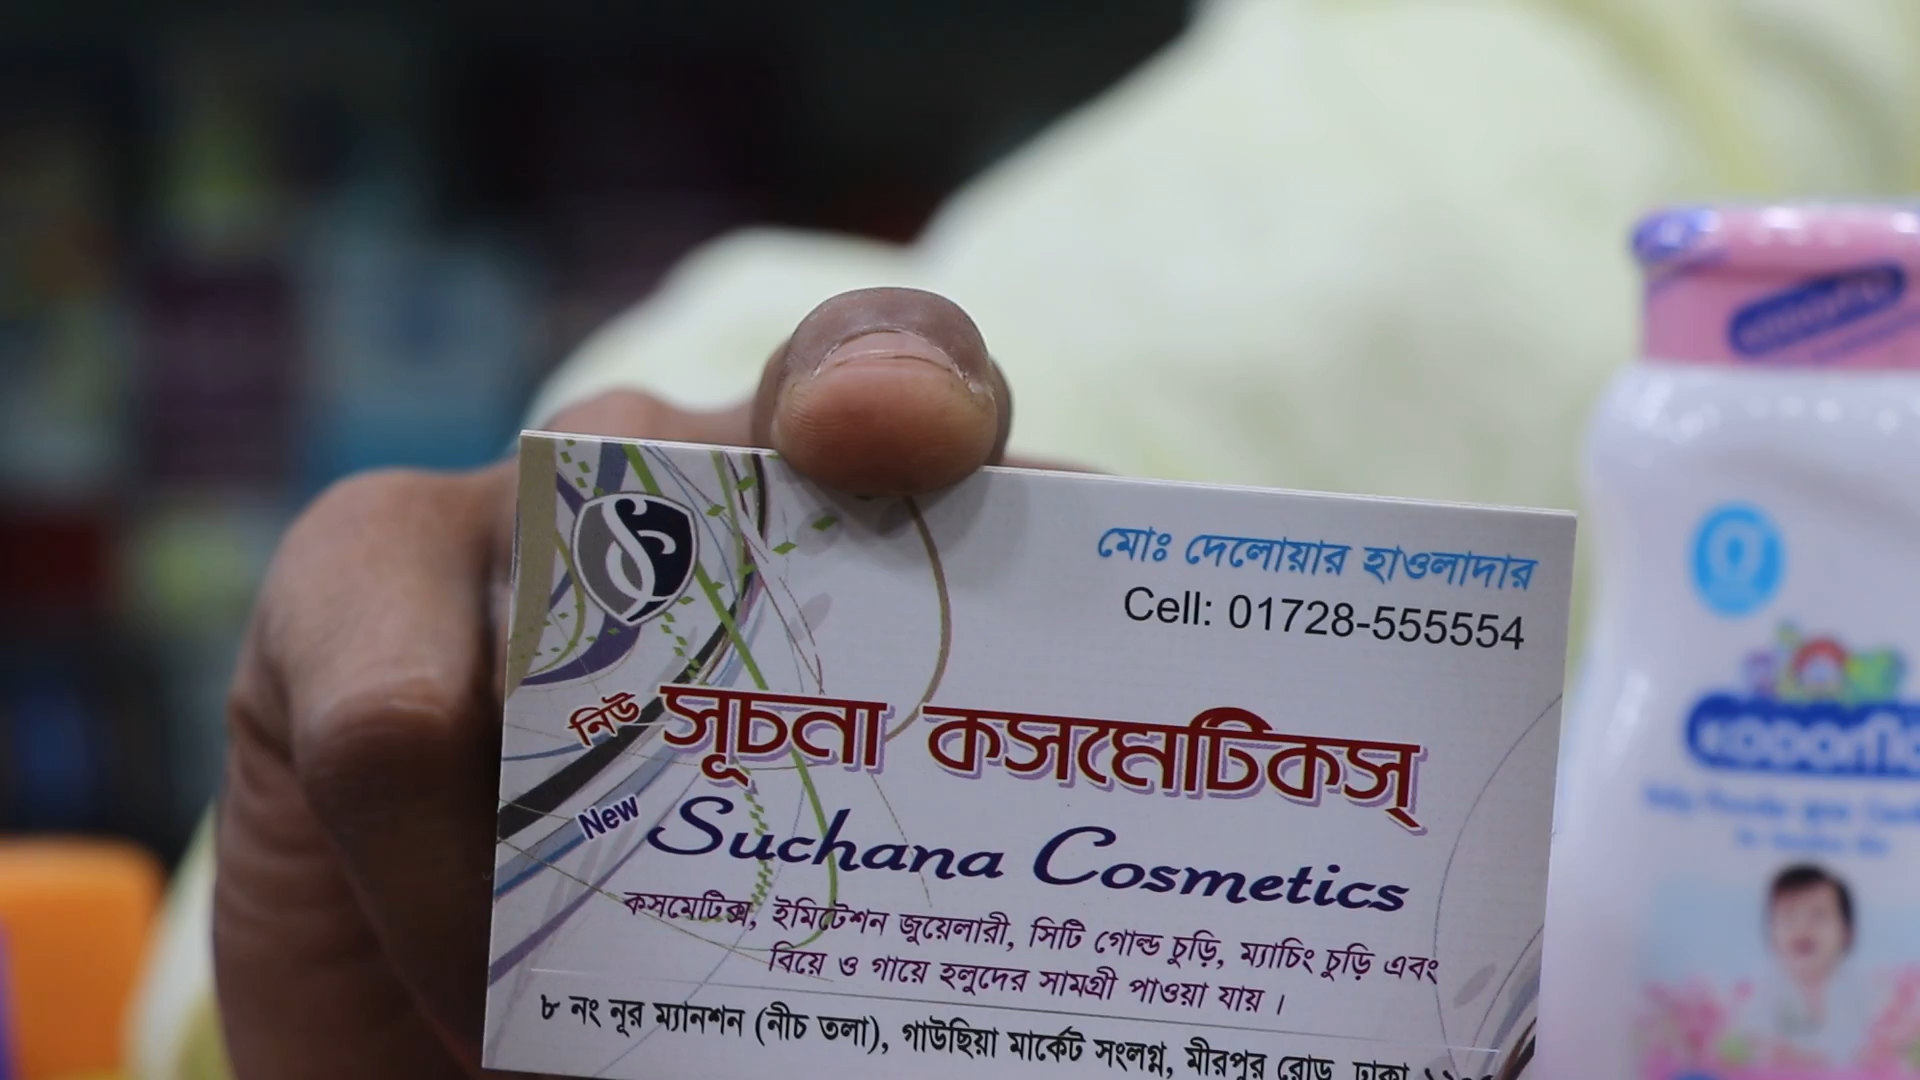 মোঃ দেলোয়ার হাওলাদার
Cell: 01728-555554
নিউ সূচনা কসমেটিকস্
New Suchana Cosmetics
কসমেটিক্স, ইমিটেশন জুয়েলারী, সিটি গোল্ড চুড়ি, ম্যাচিং চুড়ি এবং
বিয়ে ও গায়ে হলুদের সামগ্রী পাওয়া যায়।
৮ নং নূর ম্যানশন (নীচ তলা), গাউছিয়া মার্কেট সংলগ্ন, মীরপুর রোড, ঢাকা